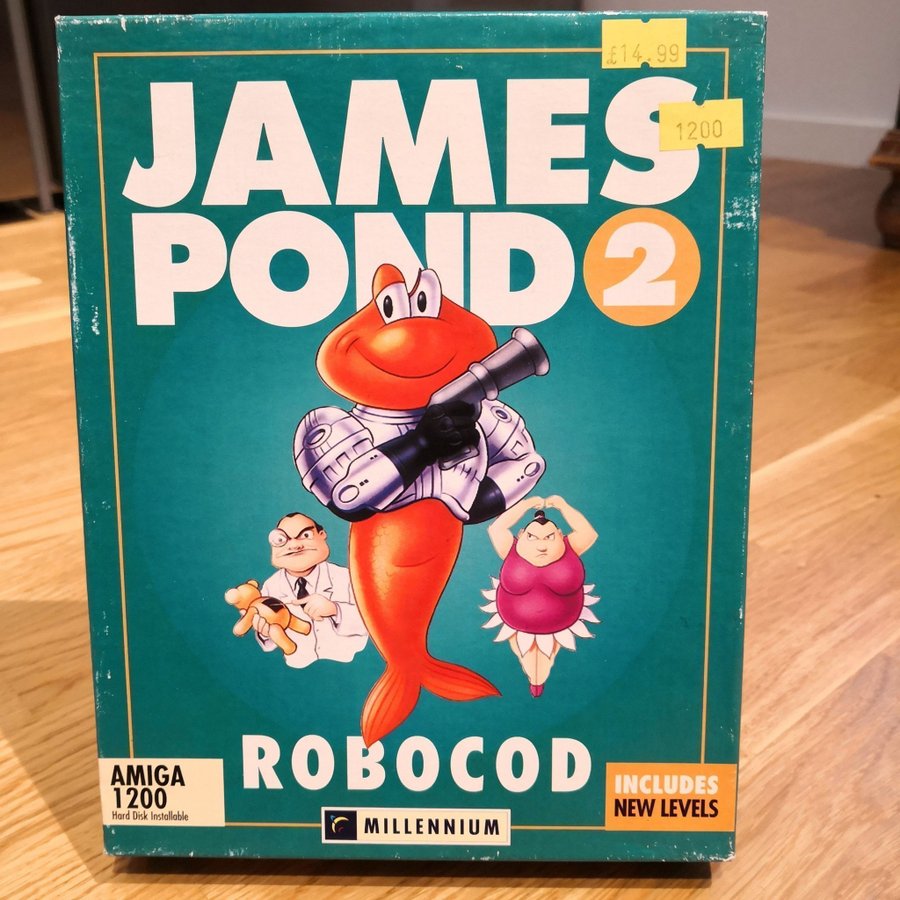 £14.99
JAMES
1200
POND 2
ROBOCOD
AMIGA
1200
Hard Disk Installable
INCLUDES
NEW LEVELS
MILLENNIUM